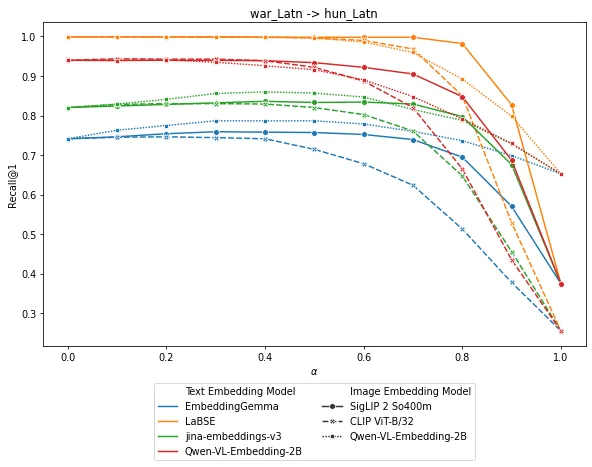 war_Latn -> hun_Latn
Recall@1
1.0
0.9
0.8
0.7
0.6
0.5
0.4
0.3
0.0
0.2
0.4
0.6
0.8
1.0
α
Text Embedding Model
EmbeddingGemma
LaBSE
jina-embeddings-v3
Qwen-VL-Embedding-2B
Image Embedding Model
SigLIP 2 So400m
CLIP ViT-B/32
Qwen-VL-Embedding-2B